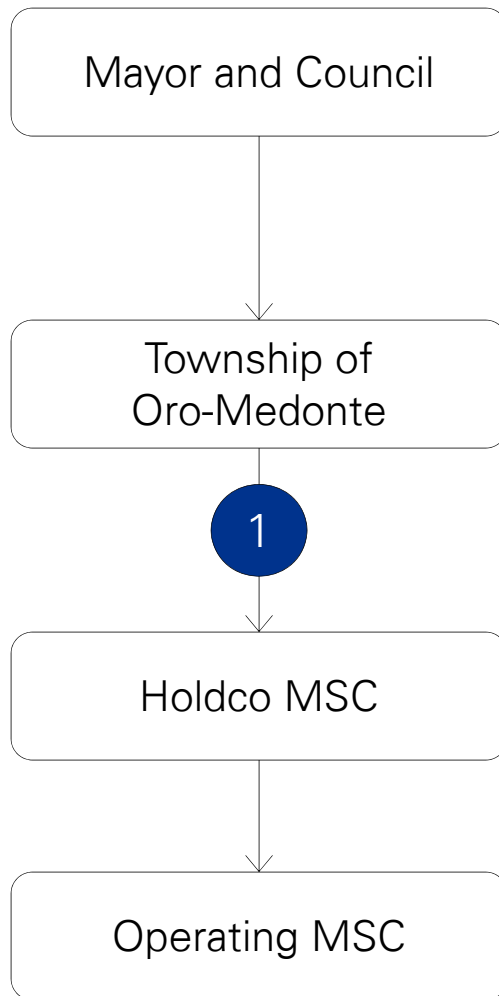 Mayor and Council
Township of
Oro-Medonte
1
Holdco MSC
Operating MSC